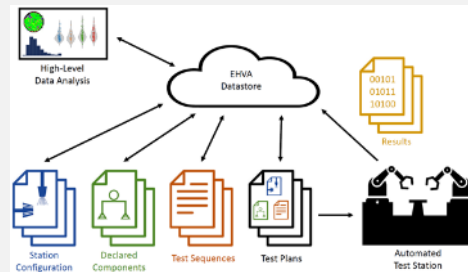 High-Level
Data Analysis
EHVA
Datastore
00101
01011
10100
Results
Station
Configuration
Declared
Components
Test Sequences
Test Plans
Automated
Test Station